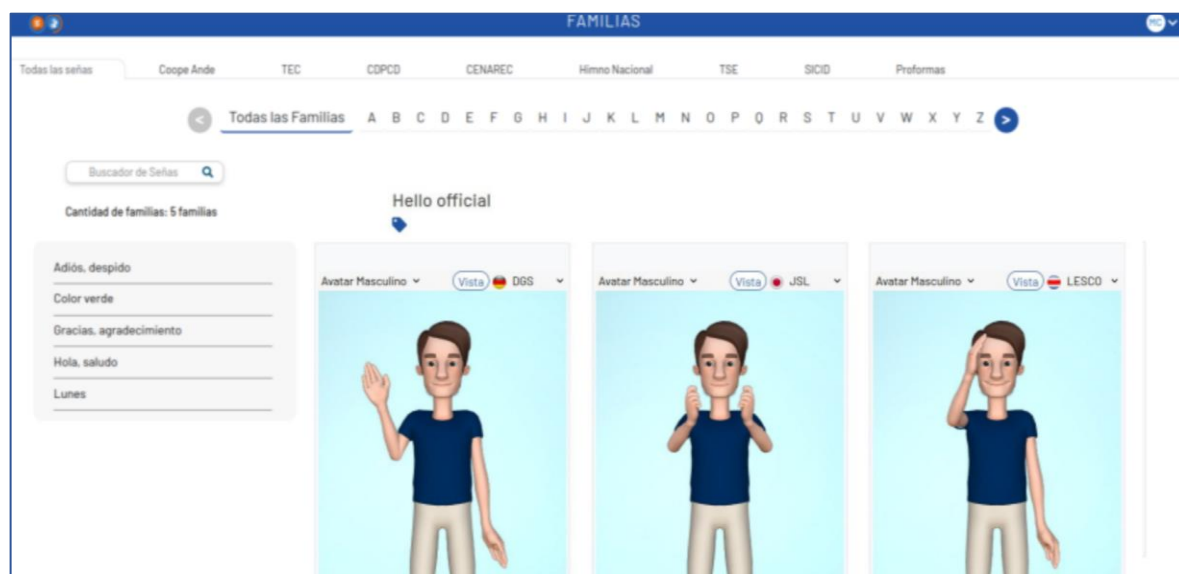 FAMILIAS
MC
Todas las señas Coope Ande TEC CDPCD CENAREC Himno Nacional TSE SICID Proformas
< Todas las Familias A B C D E F G H I J K L M N O P Q R S T U V W X Y Z >
Buscador de Señas
Cantidad de familias: 5 familias
Hello official
Adiós, despido
Color verde
Gracias, agradecimiento
Hola, saludo
Lunes
Avatar Masculino Vista DGS
Avatar Masculino Vista JSL
Avatar Masculino Vista LESCO